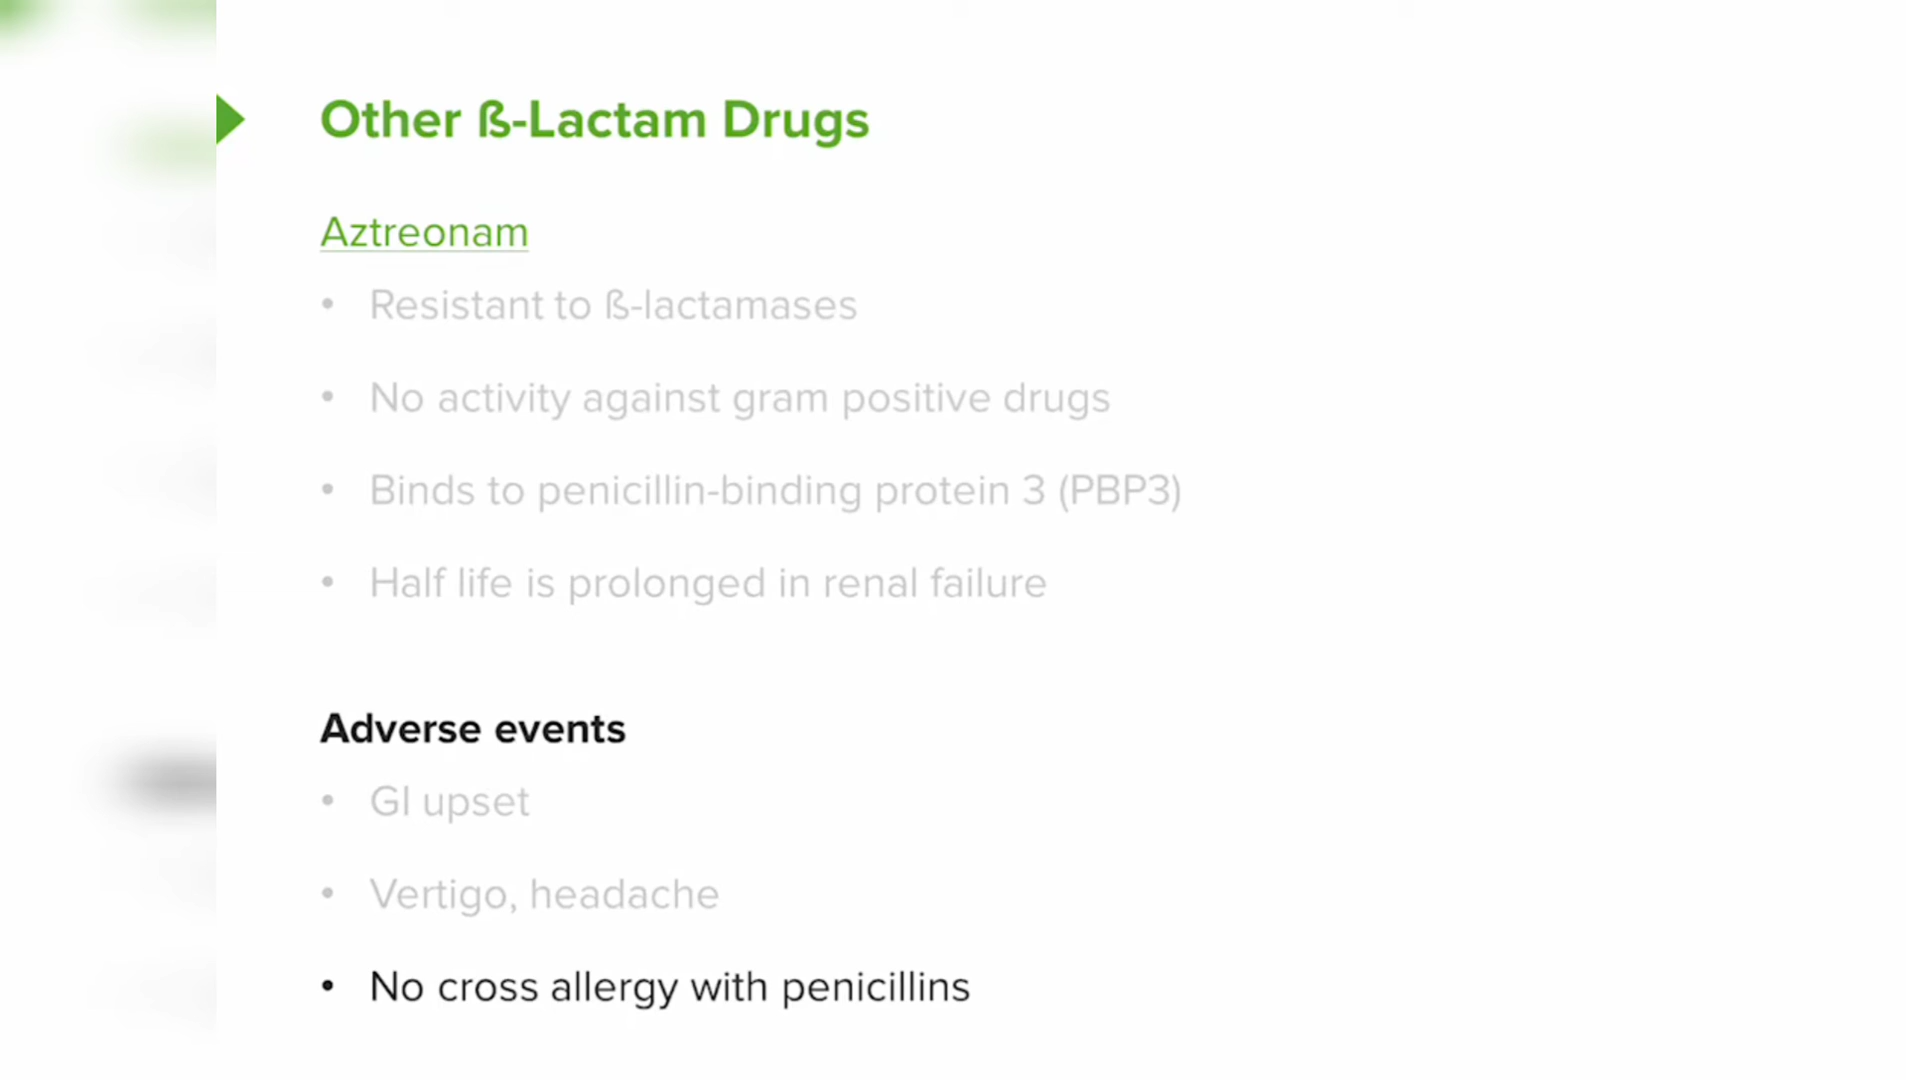 Other ß-Lactam Drugs
Aztreonam
• Resistant to ß-lactamases
• No activity against gram positive drugs
• Binds to penicillin-binding protein 3 (PBP3)
• Half life is prolonged in renal failure
Adverse events
• GI upset
• Vertigo, headache
• No cross allergy with penicillins